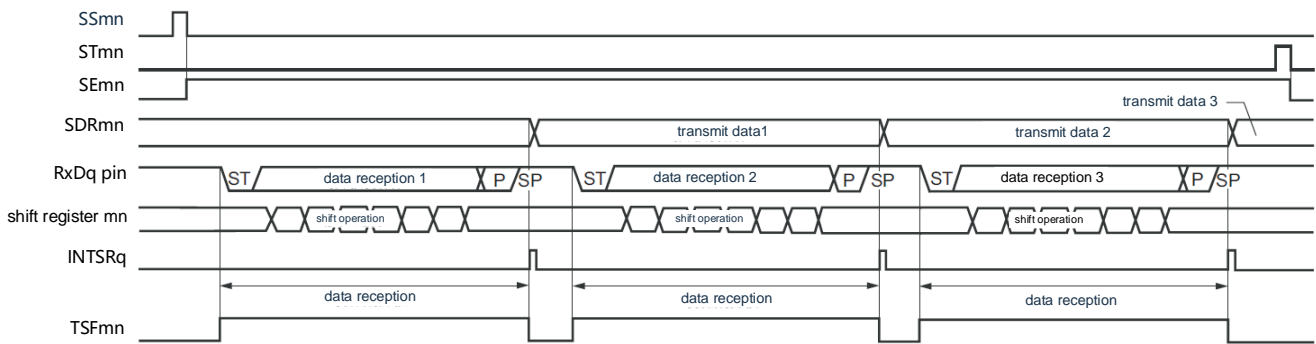 SSmn
STmn
SEmn
transmit data 3
SDRmn transmit data1 transmit data 2
RxDq pin ST data reception 1 P SP ST data reception 2 P SP ST data reception 3 P SP
shift register mn shift operation shift operation shift operation
INTSRq
data reception data reception data reception
TSFmn